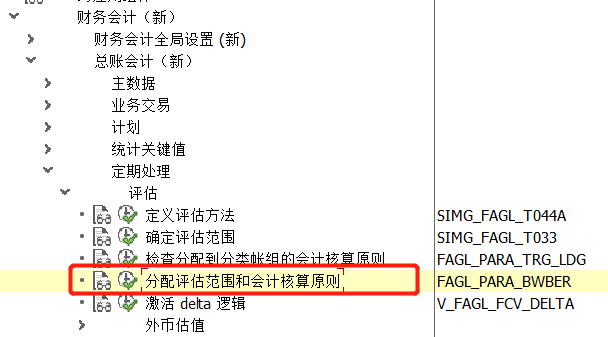 财务会计（新）
财务会计全局设置 (新)
总账会计（新）
主数据
业务交易
计划
统计关键值
定期处理
评估
定义评估方法 SIMG_FAGL_T044A
确定评估范围 SIMG_FAGL_T033
检查分配到分类帐组的会计核算原则 FAGL_PARA_TRG_LDG
分配评估范围和会计核算原则 FAGL_PARA_BWBER
激活 delta 逻辑 V_FAGL_FCV_DELTA
外币估值